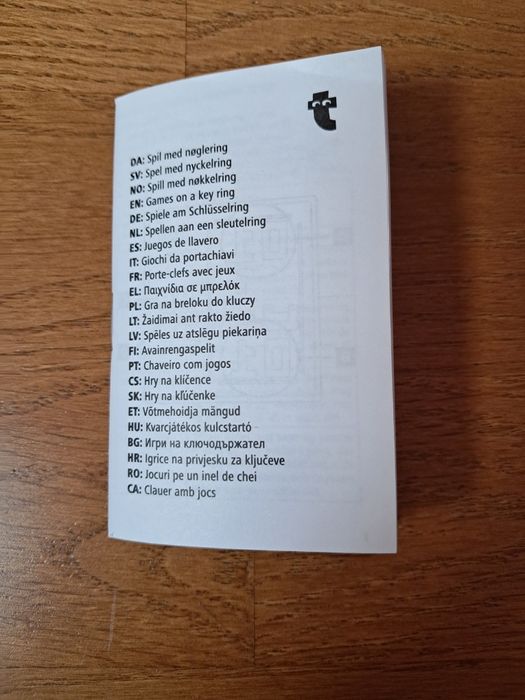 DA: Spil med nøglering
SV: Spel med nyckelring
NO: Spill med nøkkelring
EN: Games on a key ring
DE: Spiele am Schlüsselring
NL: Spellen aan een sleutelring
ES: Juegos de llavero
IT: Giochi da portachiavi
FR: Porte-clefs avec jeux
EL: Παιχνίδια σε μπρελόκ
PL: Gra na breloku do kluczy
LT: Žaidimai ant rakto žiedo
LV: Spēles uz atslēgu piekariņa
FI: Avainrengaspelit
PT: Chaveiro com jogos
CS: Hry na klíčence
SK: Hry na kľúčenke
ET: Võtmehoidja mängud
HU: Kvarcjátékos kulcstartó
BG: Игри на ключодържател
HR: Igrice na privjesku za ključeve
RO: Jocuri pe un inel de chei
CA: Clauer amb jocs